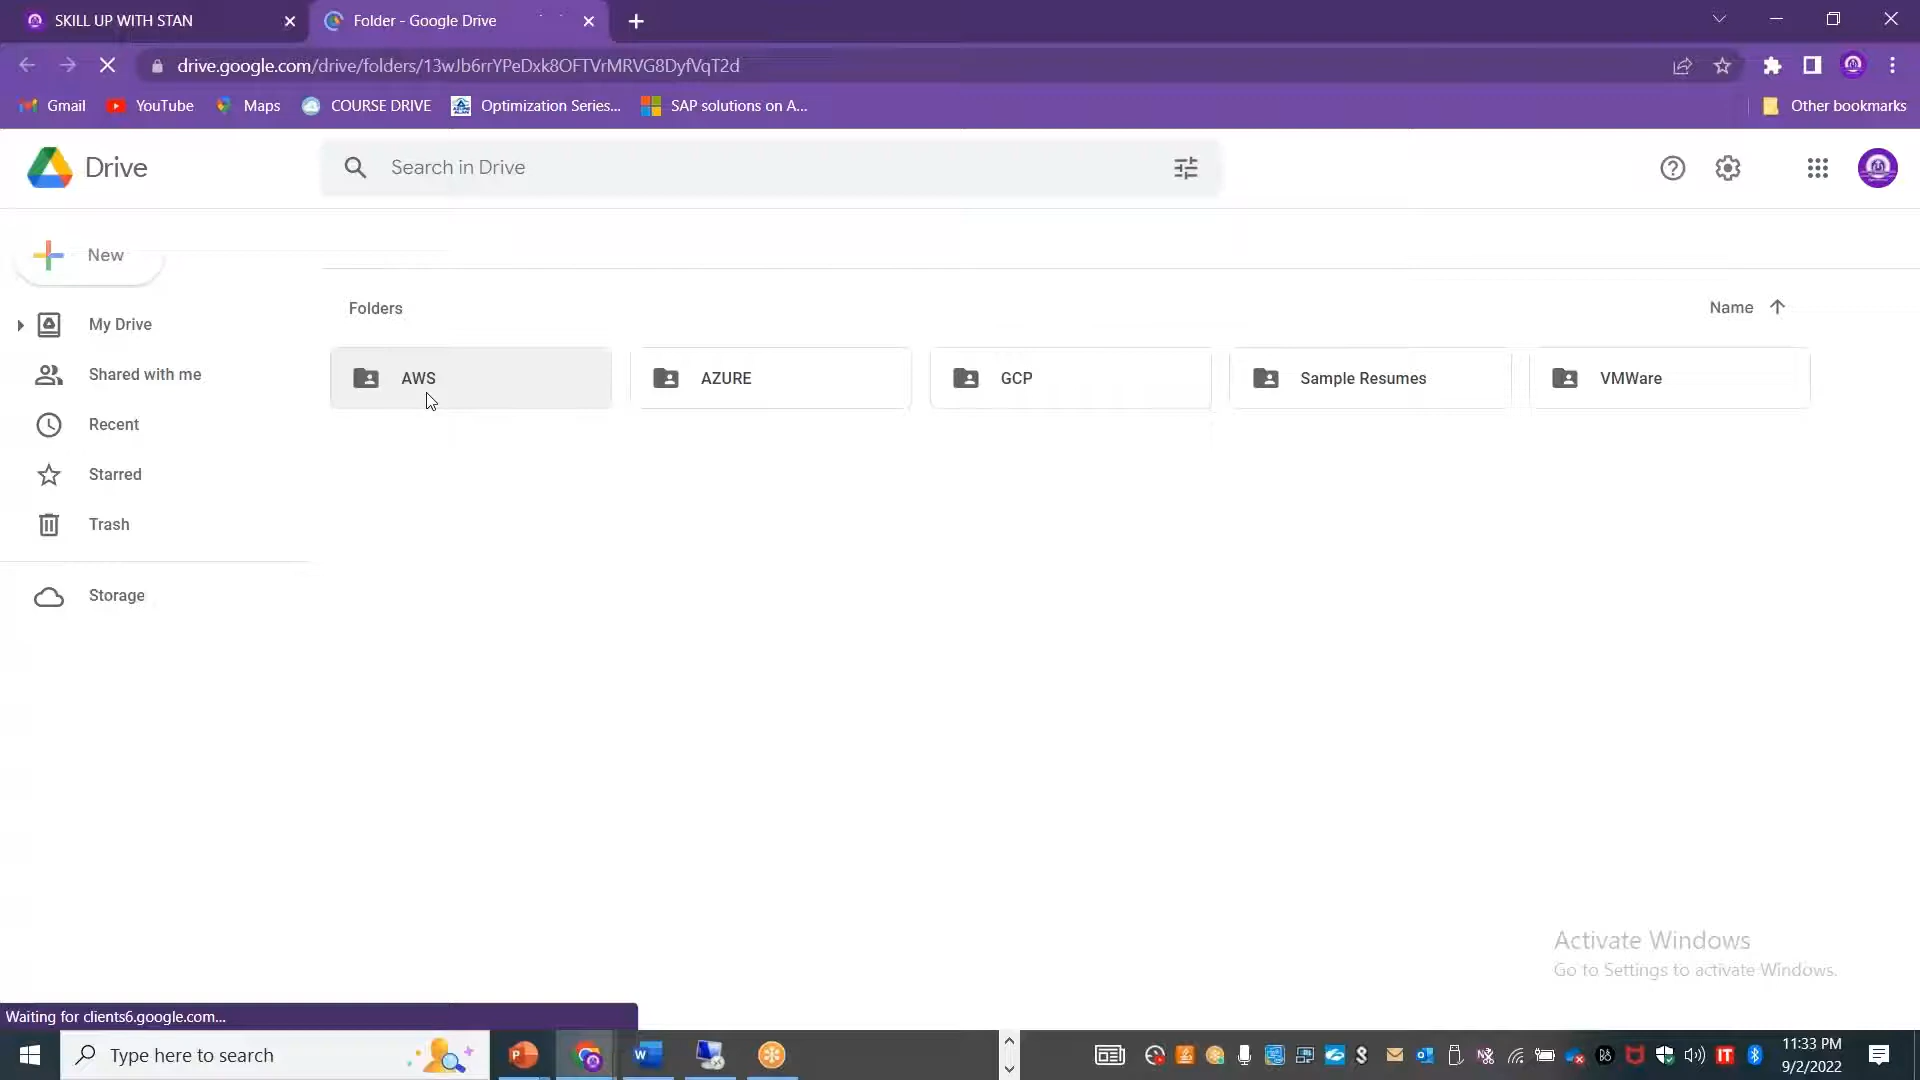 SKILL UP WITH STAN
Folder - Google Drive
drive.google.com/drive/folders/13wJb6rrYPeDxk8OFTVrMRVG8DyfVqT2d
Gmail
YouTube
Maps
COURSE DRIVE
Optimization Series...
SAP solutions on A...
Other bookmarks
Drive
Search in Drive
New
My Drive
Shared with me
Recent
Starred
Trash
Storage
Folders
Name
AWS
AZURE
GCP
Sample Resumes
VMWare
Activate Windows
Go to Settings to activate Windows.
Waiting for clients6.google.com...
Type here to search
11:33 PM
9/2/2022